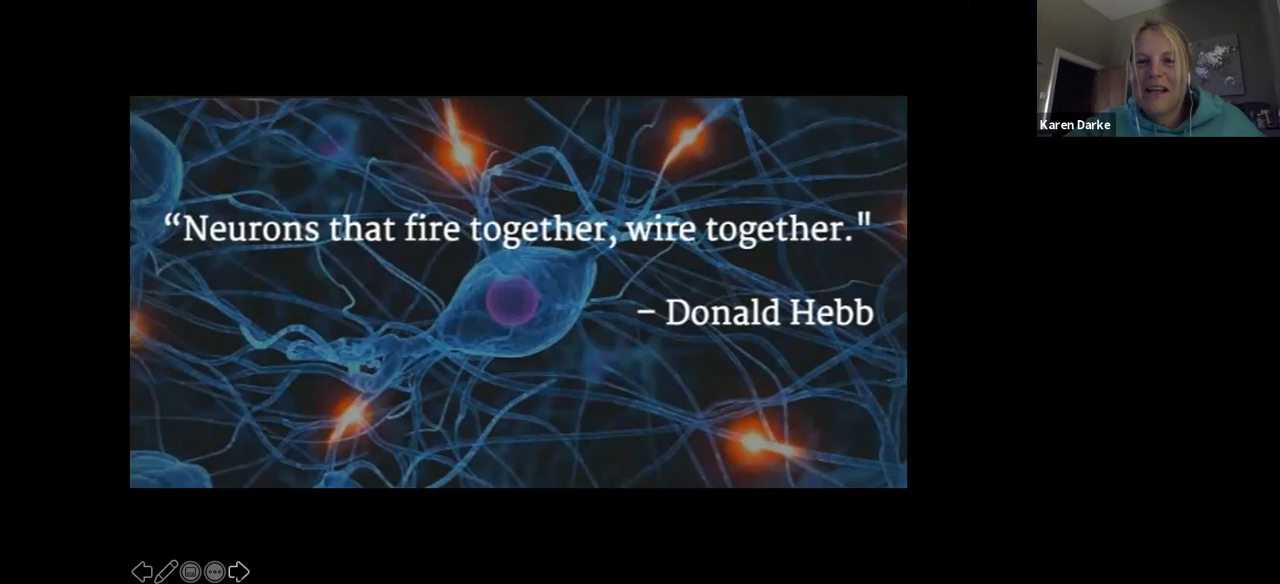 Karen Darke
“Neurons that fire together, wire together."
– Donald Hebb